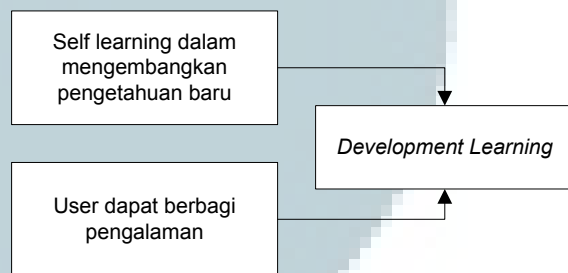 Self learning dalam
mengembangkan
pengetahuan baru
Development Learning
User dapat berbagi
pengalaman